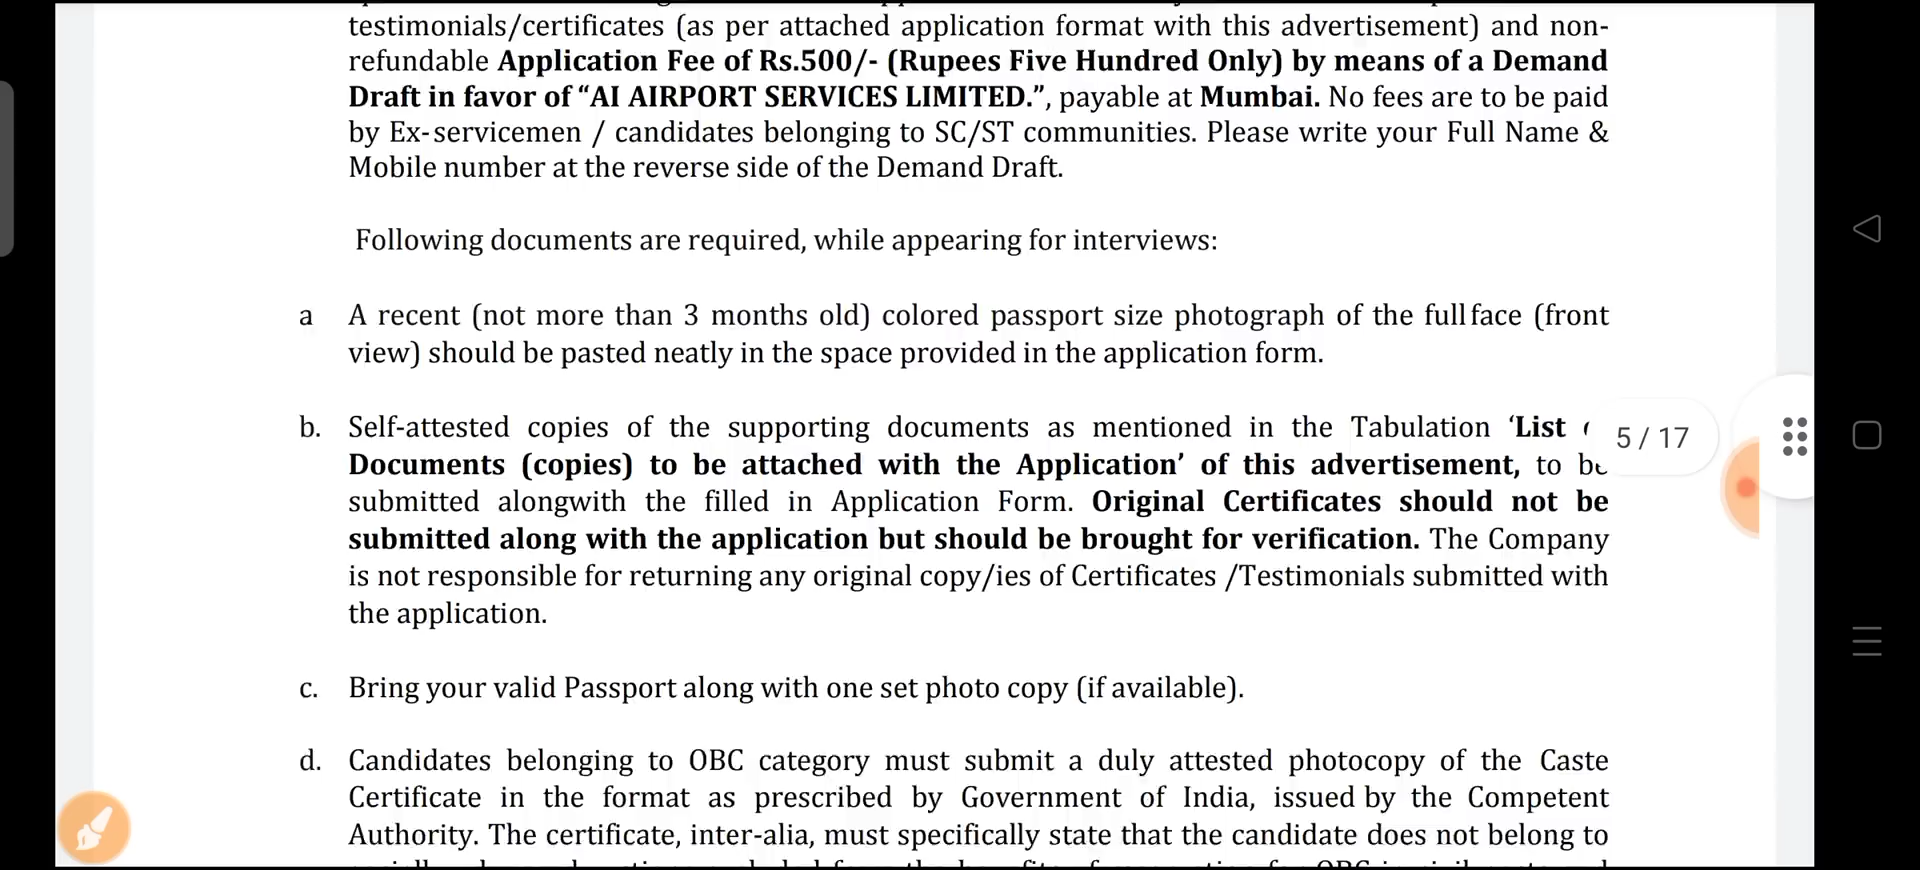 testimonials/certificates (as per attached application format with this advertisement) and non-
refundable Application Fee of Rs.500/- (Rupees Five Hundred Only) by means of a Demand
Draft in favor of “AI AIRPORT SERVICES LIMITED.”, payable at Mumbai. No fees are to be paid
by Ex-servicemen / candidates belonging to SC/ST communities. Please write your Full Name &
Mobile number at the reverse side of the Demand Draft.
Following documents are required, while appearing for interviews:
a A recent (not more than 3 months old) colored passport size photograph of the full face (front
view) should be pasted neatly in the space provided in the application form.
b. Self-attested copies of the supporting documents as mentioned in the Tabulation ‘List
5 / 17
Documents (copies) to be attached with the Application’ of this advertisement, to be
submitted alongwith the filled in Application Form. Original Certificates should not be
submitted along with the application but should be brought for verification. The Company
is not responsible for returning any original copy/ies of Certificates /Testimonials submitted with
the application.
c. Bring your valid Passport along with one set photo copy (if available).
d. Candidates belonging to OBC category must submit a duly attested photocopy of the Caste
Certificate in the format as prescribed by Government of India, issued by the Competent
Authority. The certificate, inter-alia, must specifically state that the candidate does not belong to